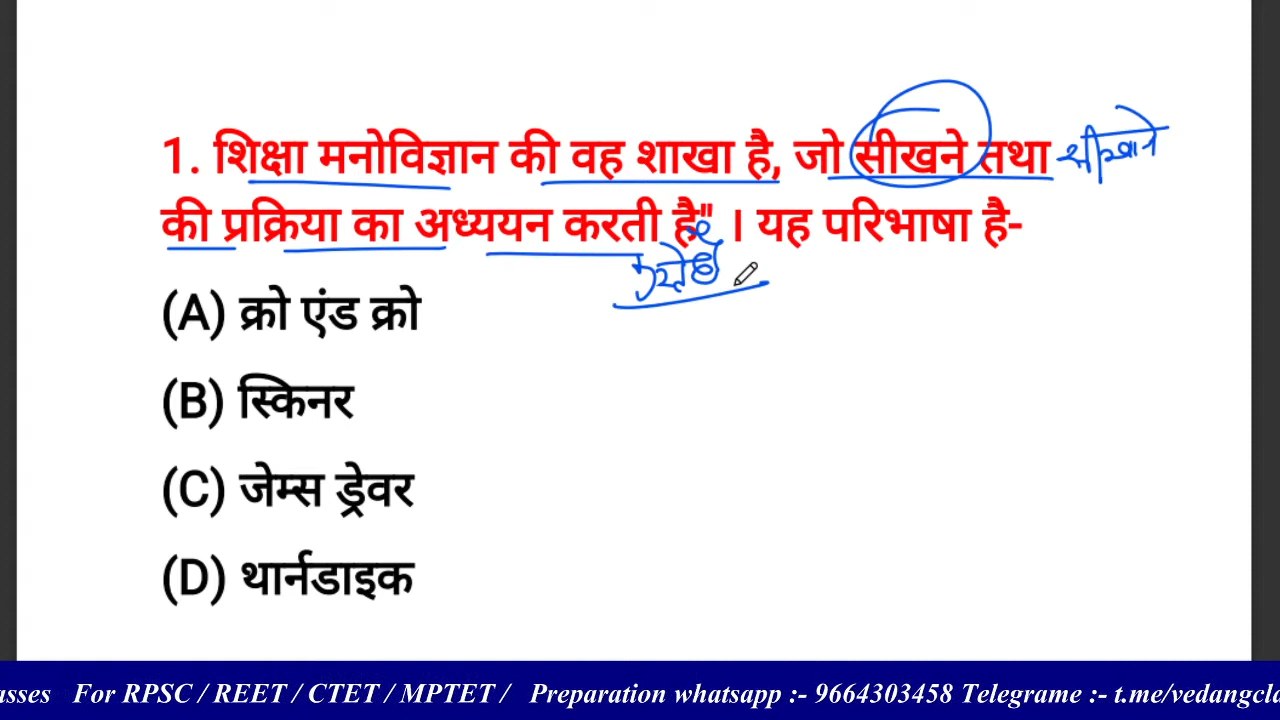 1. शिक्षा मनोविज्ञान की वह शाखा है, जो सीखने तथा सीखाने
की प्रक्रिया का अध्ययन करती है" । यह परिभाषा है-
(A) क्रो एंड क्रो
(B) स्किनर
(C) जेम्स ड्रेवर
(D) थार्नडाइक
asses For RPSC / REET / CTET / MPTET / Preparation whatsapp :- 9664303458 Telegrame :- t.me/vedangcla